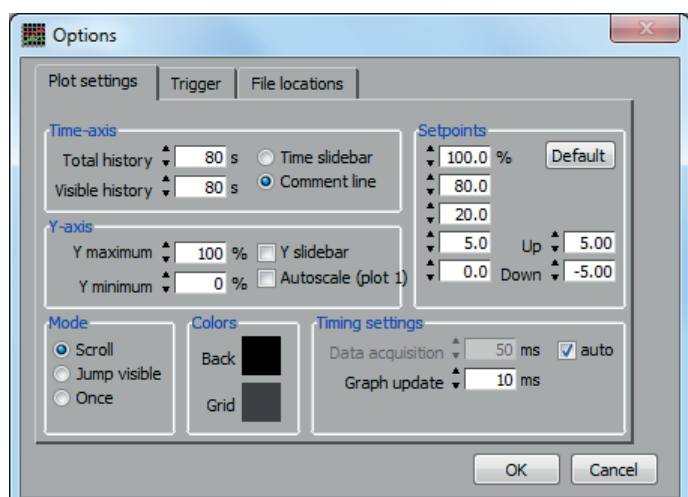 Options
Plot settings
Trigger
File locations
Time-axis
Total history 80 s
Time slidebar
Visible history 80 s
Comment line
Setpoints
100.0 %
Default
80.0
20.0
5.0 Up 5.00
0.0 Down -5.00
Y-axis
Y maximum 100 %
Y slidebar
Y minimum 0 %
Autoscale (plot 1)
Mode
Scroll
Jump visible
Once
Colors
Back
Grid
Timing settings
Data acquisition 50 ms auto
Graph update 10 ms
OK
Cancel